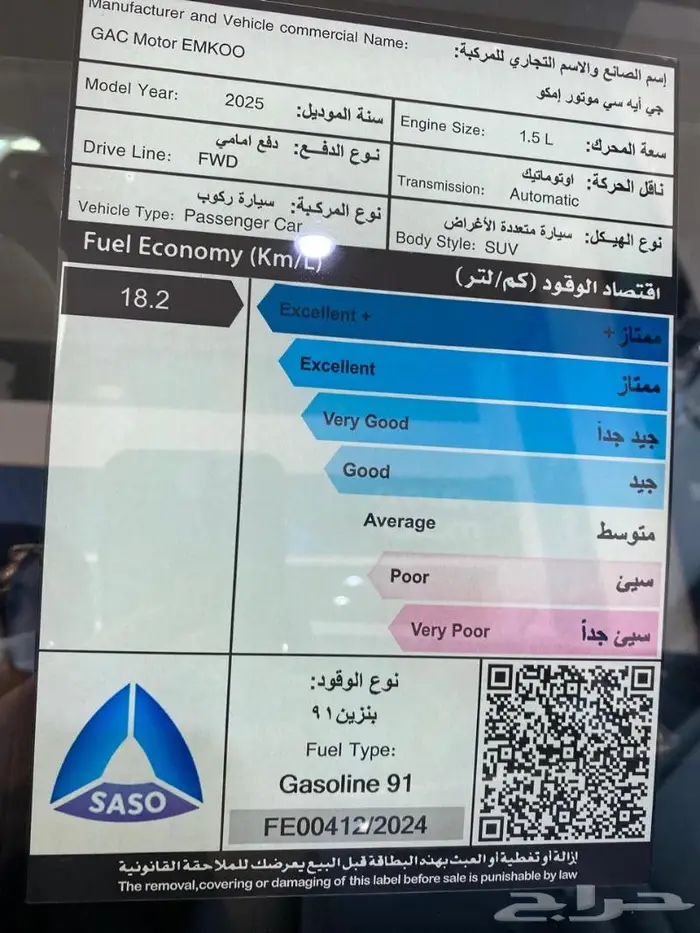 Manufacturer and Vehicle commercial Name:
إسم الصانع والاسم التجاري للمركبة:
GAC Motor EMKOO
جي أيه سي موتور إمكو
Model Year: 2025 سنة الموديل:
Engine Size: 1.5 L سعة المحرك:
Drive Line: FWD دفع امامي نوع الدفع:
Transmission: Automatic اوتوماتيك ناقل الحركة:
Vehicle Type: Passenger Car سيارة ركوب نوع المركبة:
Body Style: SUV سيارة متعددة الأغراض نوع الهيكل:
Fuel Economy (Km/L) اقتصاد الوقود (كم/لتر)
18.2
Excellent + ممتاز +
Excellent ممتاز
Very Good جيد جداً
Good جيد
Average متوسط
Poor سيئ
Very Poor سيئ جداً
SASO
نوع الوقود:
بنزين ٩١
Fuel Type:
Gasoline 91
FE00412/2024
إزالة أو تغطية أو العبث بهذه البطاقة قبل البيع يعرضك للملاحقة القانونية
The removal,covering or damaging of this label before sale is punishable by law
حراج